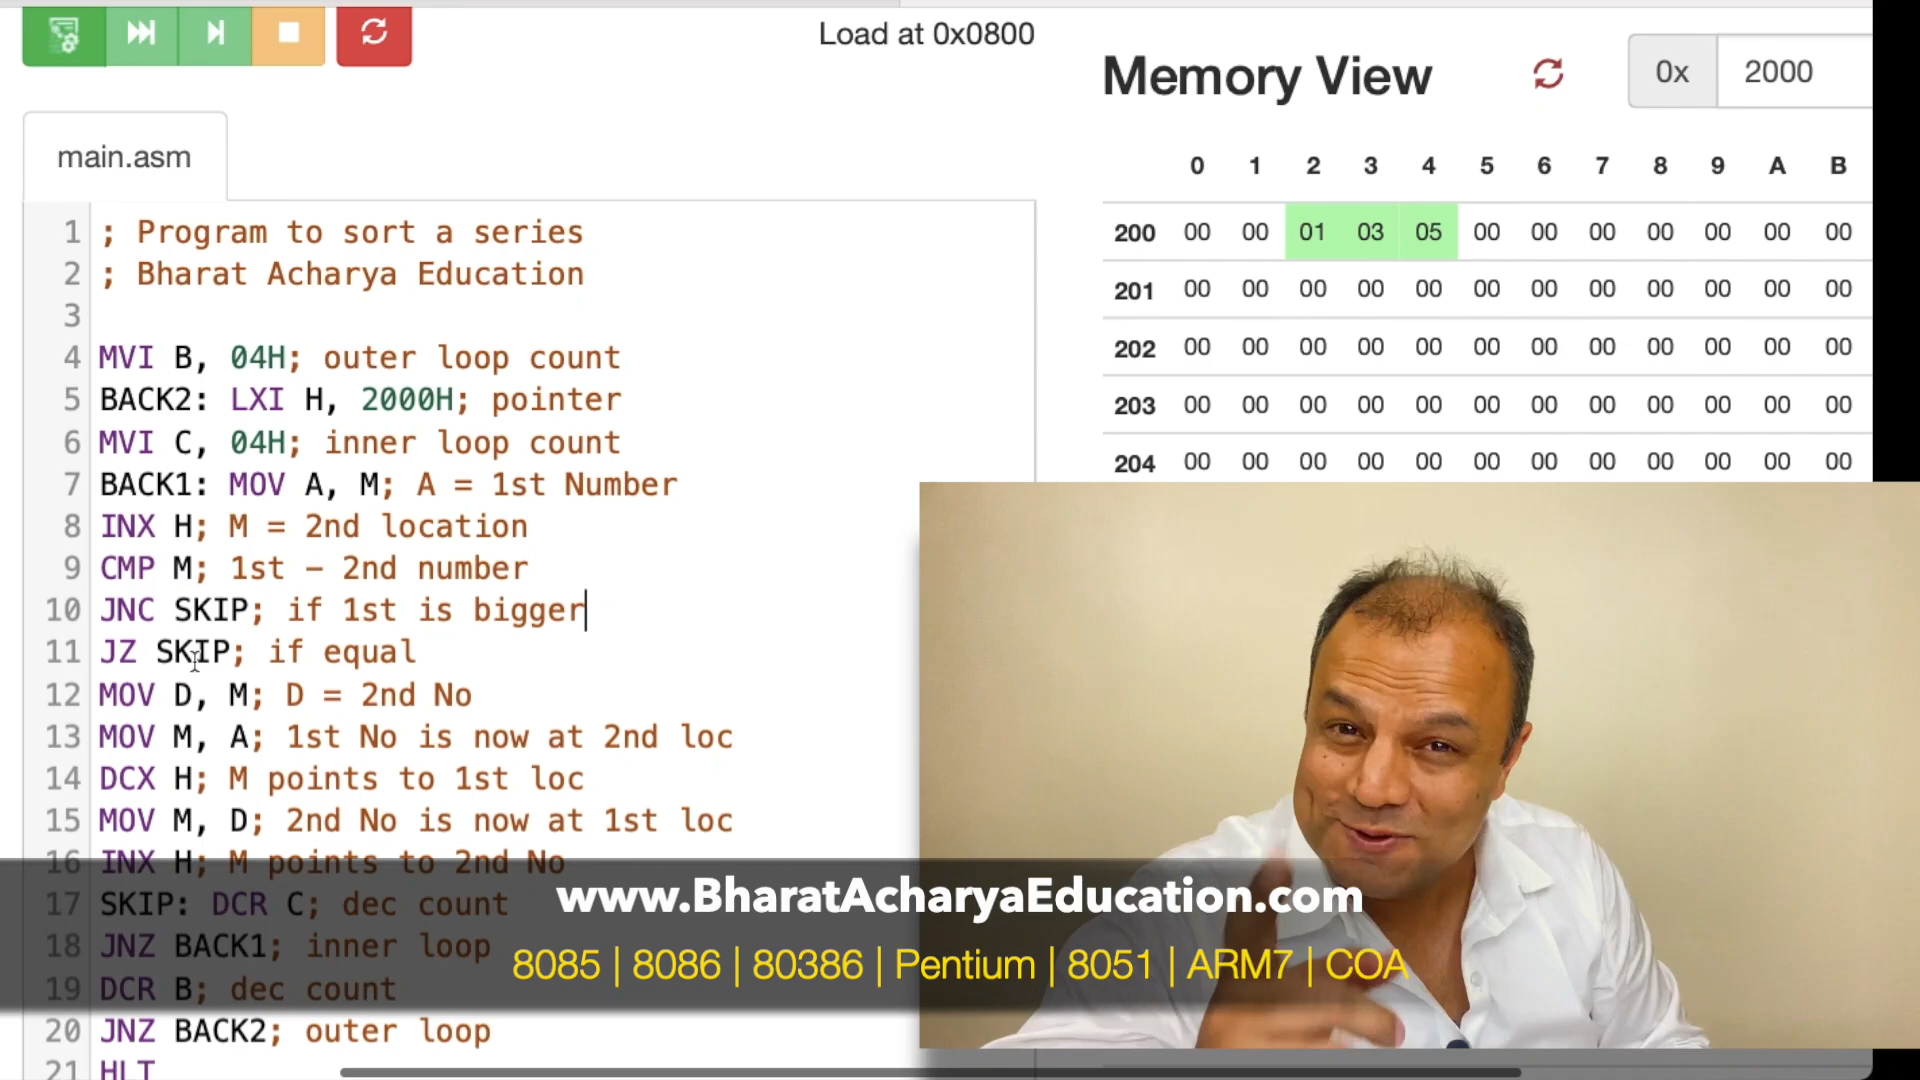 Load at 0x0800
Memory View
0x 2000
main.asm
0 1 2 3 4 5 6 7 8 9 A B
200 00 00 01 03 05 00 00 00 00 00 00 00
201 00 00 00 00 00 00 00 00 00 00 00 00
202 00 00 00 00 00 00 00 00 00 00 00 00
203 00 00 00 00 00 00 00 00 00 00 00 00
204 00 00 00 00 00 00 00 00 00 00 00 00
1 ; Program to sort a series
2 ; Bharat Acharya Education
3
4 MVI B, 04H; outer loop count
5 BACK2: LXI H, 2000H; pointer
6 MVI C, 04H; inner loop count
7 BACK1: MOV A, M; A = 1st Number
8 INX H; M = 2nd location
9 CMP M; 1st - 2nd number
10 JNC SKIP; if 1st is bigger
11 JZ SKIP; if equal
12 MOV D, M; D = 2nd No
13 MOV M, A; 1st No is now at 2nd loc
14 DCX H; M points to 1st loc
15 MOV M, D; 2nd No is now at 1st loc
16 INX H; M points to 2nd No
17 SKIP: DCR C; dec count
18 JNZ BACK1; inner loop
19 DCR B; dec count
20 JNZ BACK2; outer loop
21 HLT
www.BharatAcharyaEducation.com
8085 | 8086 | 80386 | Pentium | 8051 | ARM7 | COA